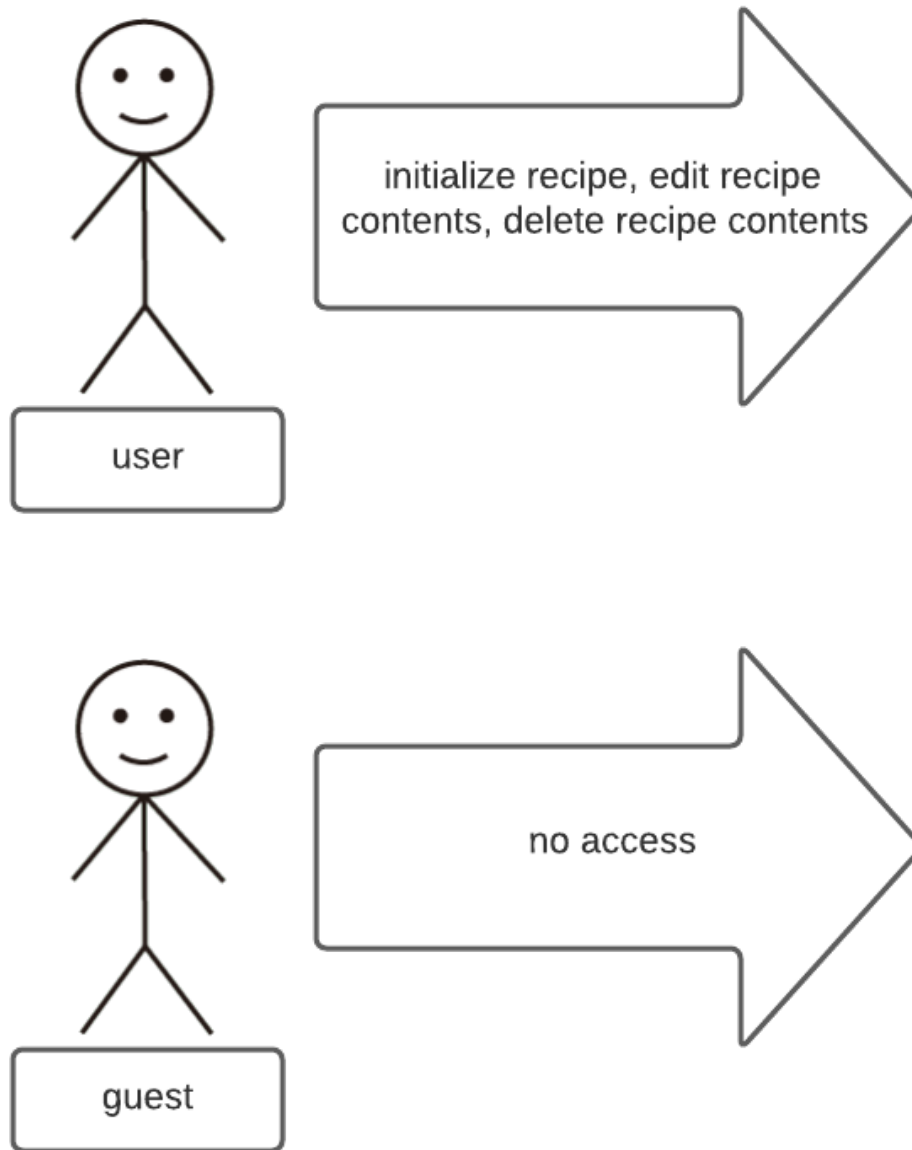 initialize recipe, edit recipe
contents, delete recipe contents
user
no access
guest